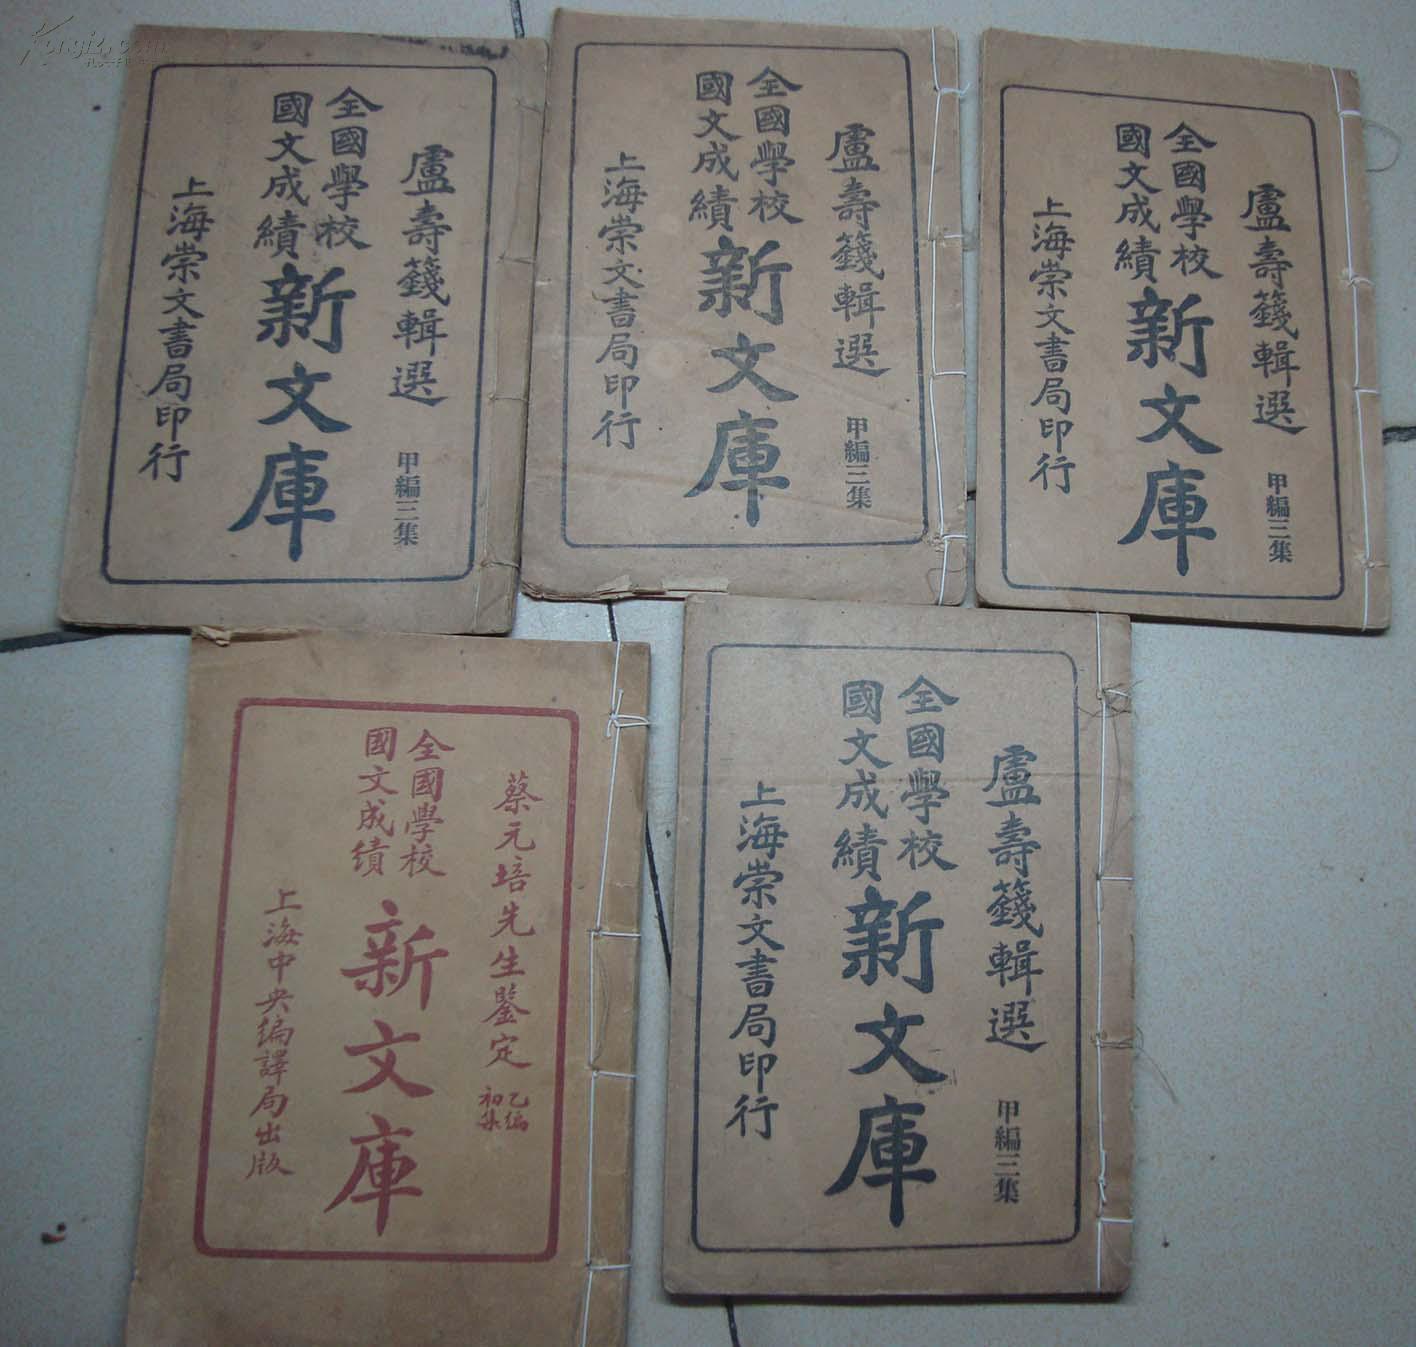 盧壽籛輯選
甲編三集
全國學校
國文成績
新文庫
上海崇文書局印行
盧壽籛輯選
甲編三集
全國學校
國文成績
新文庫
上海崇文書局印行
盧壽籛輯選
甲編三集
全國學校
國文成績
新文庫
上海崇文書局印行
蔡元培先生鑒定
乙編
初集
全國學校
國文成績
新文庫
上海中央編譯局出版
盧壽籛輯選
甲編三集
全國學校
國文成績
新文庫
上海崇文書局印行